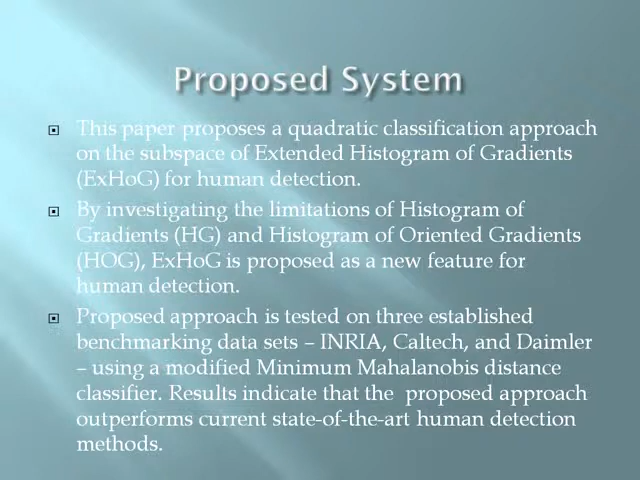 Proposed System
This paper proposes a quadratic classification approach
on the subspace of Extended Histogram of Gradients
(ExHoG) for human detection.
By investigating the limitations of Histogram of
Gradients (HG) and Histogram of Oriented Gradients
(HOG), ExHoG is proposed as a new feature for
human detection.
Proposed approach is tested on three established
benchmarking data sets – INRIA, Caltech, and Daimler
– using a modified Minimum Mahalanobis distance
classifier. Results indicate that the  proposed approach
outperforms current state-of-the-art human detection
methods.